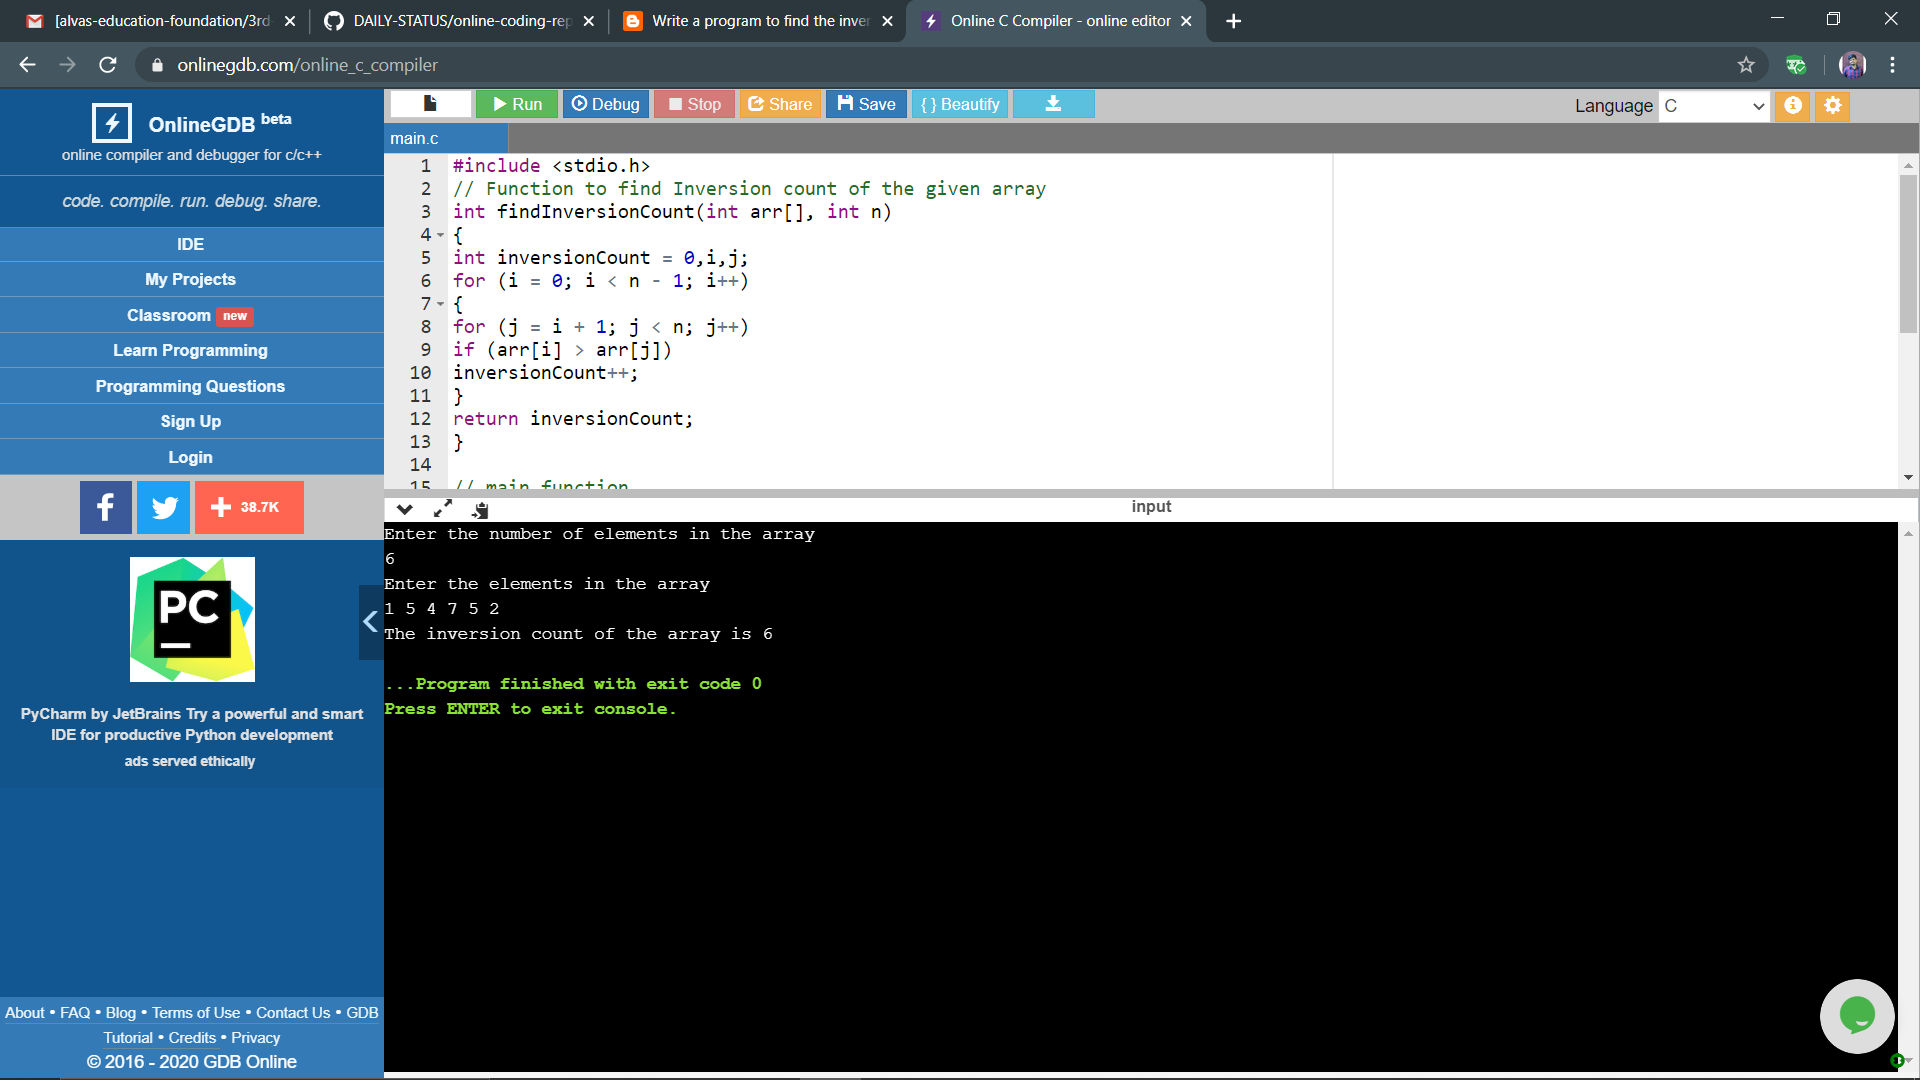 [alvas-education-foundation/3rd-
DAILY-STATUS/online-coding-rep
Write a program to find the inver
Online C Compiler - online editor
onlinegdb.com/online_c_compiler
OnlineGDB beta
online compiler and debugger for c/c++
code. compile. run. debug. share.
IDE
My Projects
Classroom new
Learn Programming
Programming Questions
Sign Up
Login
38.7K
PC
PyCharm by JetBrains Try a powerful and smart
IDE for productive Python development
ads served ethically
About • FAQ • Blog • Terms of Use • Contact Us • GDB
Tutorial • Credits • Privacy
© 2016 - 2020 GDB Online
Run Debug Stop Share Save { } Beautify
Language C
main.c
1 #include <stdio.h>
2 // Function to find Inversion count of the given array
3 int findInversionCount(int arr[], int n)
4 {
5 int inversionCount = 0,i,j;
6 for (i = 0; i < n - 1; i++)
7 {
8 for (j = i + 1; j < n; j++)
9 if (arr[i] > arr[j])
10 inversionCount++;
11 }
12 return inversionCount;
13 }
14
15 // main function
input
Enter the number of elements in the array
6
Enter the elements in the array
1 5 4 7 5 2
The inversion count of the array is 6
...Program finished with exit code 0
Press ENTER to exit console.